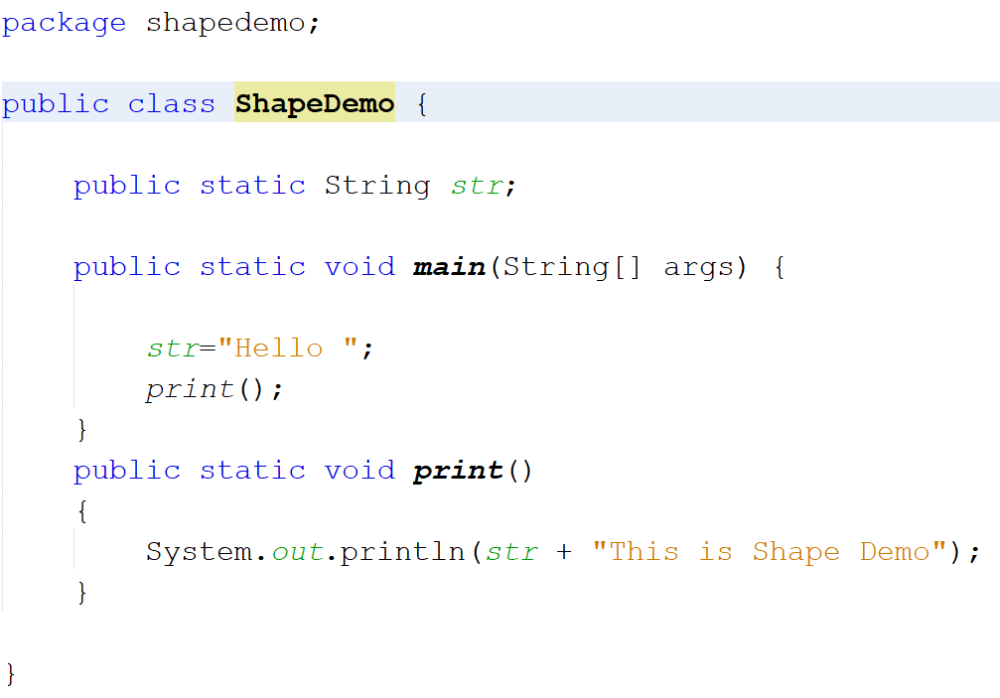 package shapedemo;
public class ShapeDemo {
public static String str;
public static void main(String[] args) {
str="Hello ";
print();
}
public static void print()
{
System.out.println(str + "This is Shape Demo");
}
}